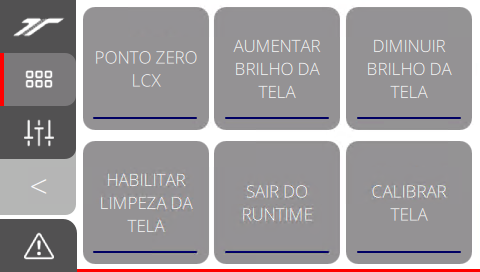 PONTO ZERO
LCX
AUMENTAR
BRILHO DA
TELA
DIMINUIR
BRILHO DA
TELA
<
HABILITAR
LIMPEZA DA
TELA
SAIR DO
RUNTIME
CALIBRAR
TELA